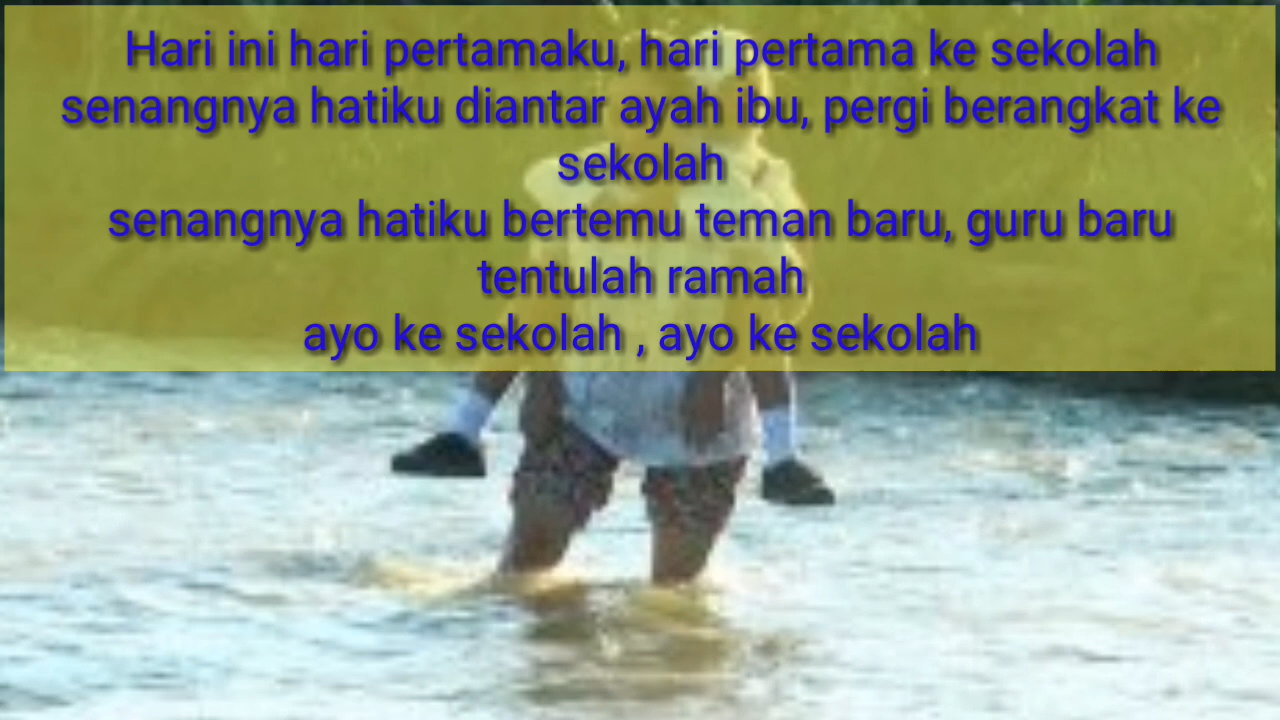 Hari ini hari pertamaku, hari pertama ke sekolah
senangnya hatiku diantar ayah ibu, pergi berangkat ke
sekolah
senangnya hatiku bertemu teman baru, guru baru
tentulah ramah
ayo ke sekolah , ayo ke sekolah